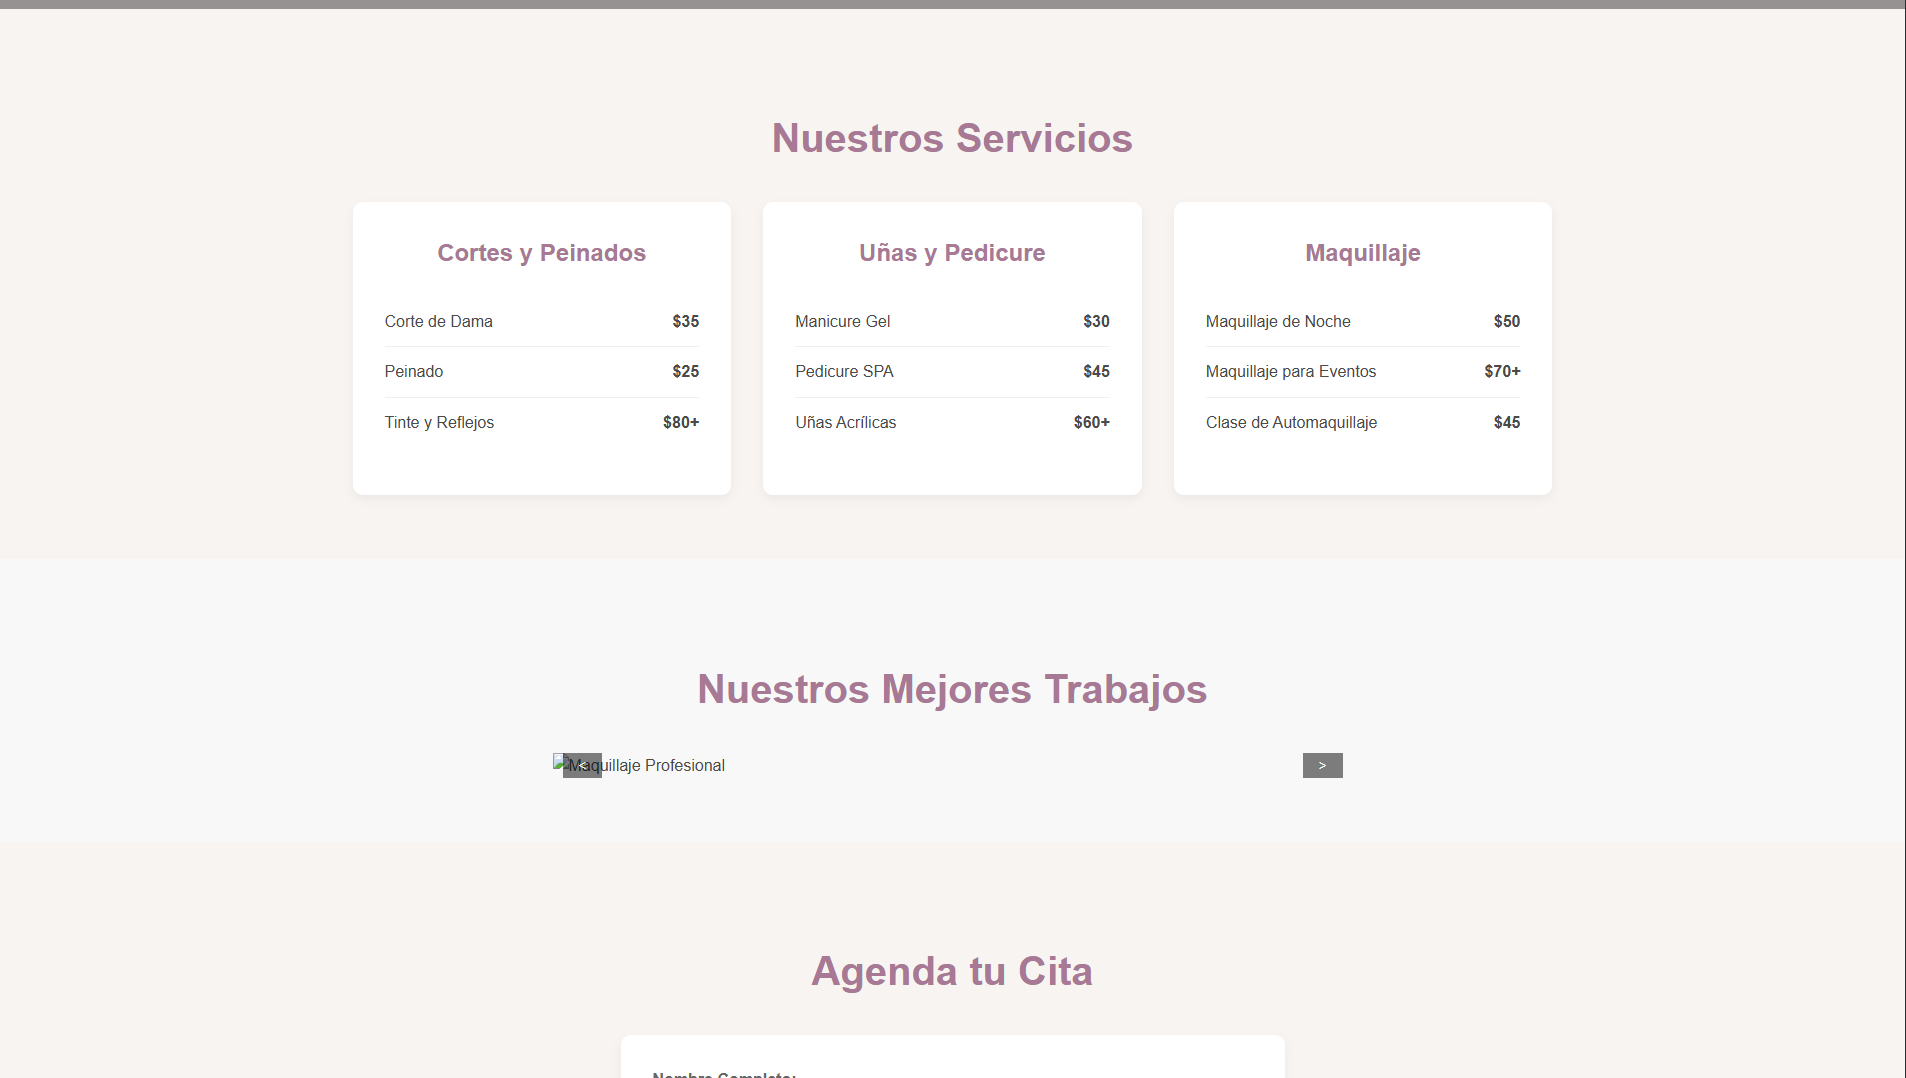 Nuestros Servicios
Cortes y Peinados
Corte de Dama $35
Peinado $25
Tinte y Reflejos $80+
Uñas y Pedicure
Manicure Gel $30
Pedicure SPA $45
Uñas Acrílicas $60+
Maquillaje
Maquillaje de Noche $50
Maquillaje para Eventos $70+
Clase de Automaquillaje $45
Nuestros Mejores Trabajos
Maquillaje Profesional
< >
Agenda tu Cita
Nombre Completo: